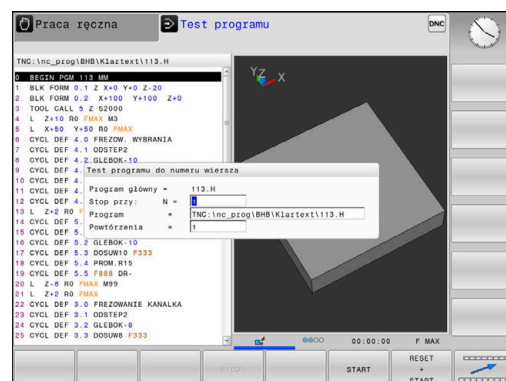 Praca ręczna
Test programu
DNC
TNC:\nc_prog\BHB\Klartext\113.H
0 BEGIN PGM 113 MM
1 BLK FORM 0.1 Z X+0 Y+0 Z-20
2 BLK FORM 0.2 X+100 Y+100 Z+0
3 TOOL CALL 5 Z S2000
4 L Z+10 R0 FMAX M3
5 L X+50 Y+50 R0 FMAX
6 CYCL DEF 4.0 FREZOW. WYBRANIA
7 CYCL DEF 4.1 ODSTEP2
8 CYCL DEF 4.2 GLEBOK-10
9 CYCL DEF 4.
10 CYCL DEF 4.
11 CYCL DEF 4.
12 CYCL DEF 4.
13 L Z+2 R0 F
14 CYCL DEF 5.
15 CYCL DEF 5.
16 CYCL DEF 5.2 GLEBOK-10
17 CYCL DEF 5.3 DOSUW10 F333
18 CYCL DEF 5.4 PROM.R15
19 CYCL DEF 5.5 F888 DR-
20 L Z-8 R0 FMAX M99
21 L Z+2 R0 FMAX
22 CYCL DEF 3.0 FREZOWANIE KANALKA
23 CYCL DEF 3.1 ODSTEP2
24 CYCL DEF 3.2 GLEBOK-8
25 CYCL DEF 3.3 DOSUW8 F333
Test programu do numeru wiersza
Program główny = 113.H
Stop przy: N =
Program = TNC:\nc_prog\BHB\Klartext\113.H
Powtórzenia = 1
YZ X
00:00:00 F MAX
START
RESET
+
START